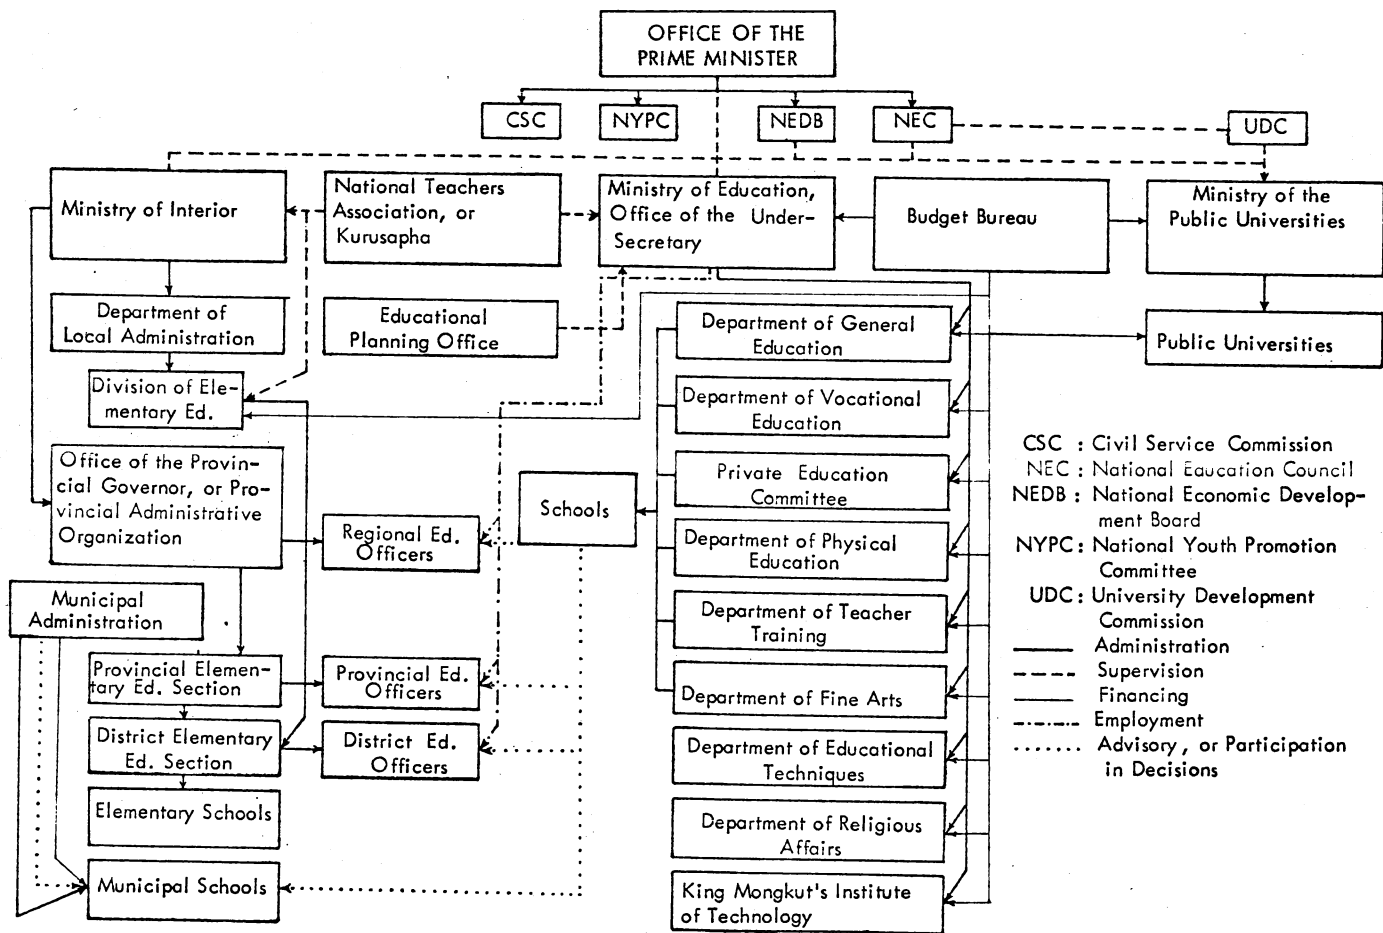 OFFICE OF THE
PRIME MINISTER
CSC
NYPC
NEDB
NEC
UDC
Ministry of Interior
National Teachers
Association, or
Kurusapha
Ministry of Education,
Office of the Under-
Secretary
Budget Bureau
Ministry of the
Public Universities
Department of
Local Administration
Educational
Planning Office
Department of General
Education
Public Universities
Division of Ele-
mentary Ed.
Department of Vocational
Education
Office of the Provin-
cial Governor, or Pro-
vincial Administrative
Organization
Private Education
Committee
Schools
Regional Ed.
Officers
Department of Physical
Education
Municipal
Administration
Department of Teacher
Training
Provincial Elemen-
tary Ed. Section
Provincial Ed.
Officers
Department of Fine Arts
District Elementary
Ed. Section
District Ed.
Officers
Department of Educational
Techniques
Elementary Schools
Department of Religious
Affairs
Municipal Schools
King Mongkut's Institute
of Technology
CSC : Civil Service Commission
NEC : National Education Council
NEDB : National Economic Develop-
ment Board
NYPC : National Youth Promotion
Committee
UDC : University Development
Commission
Administration
Supervision
Financing
Employment
Advisory, or Participation
in Decisions